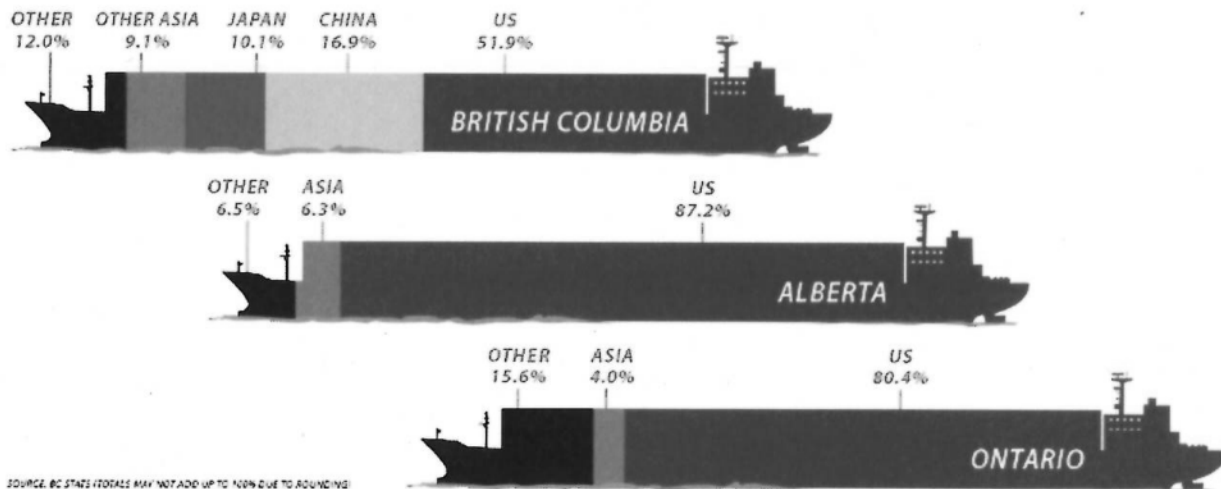 OTHER OTHER ASIA JAPAN CHINA US
12.0% 9.1% 10.1% 16.9% 51.9%
BRITISH COLUMBIA
OTHER ASIA US
6.5% 6.3% 87.2%
ALBERTA
OTHER ASIA US
15.6% 4.0% 80.4%
ONTARIO
SOURCE: BC STATS (TOTALS MAY NOT ADD UP TO 100% DUE TO ROUNDING)